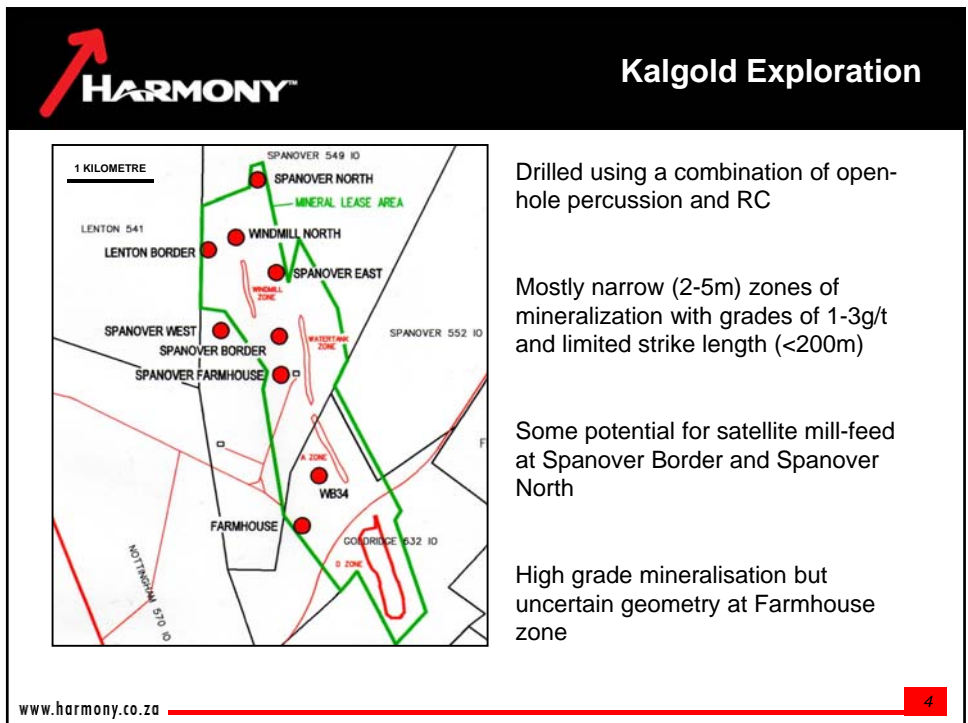 HARMONY™
Kalgold Exploration
1 KILOMETRE
SPANOVER 549 IO
SPANOVER NORTH
MINERAL LEASE AREA
LENTON 541
WINDMILL NORTH
LENTON BORDER
SPANOVER EAST
WINDMILL
ZONE
SPANOVER WEST
SPANOVER 552 IO
WATERTANK
ZONE
SPANOVER BORDER
SPANOVER FARMHOUSE
F
A ZONE
WB34
FARMHOUSE
GOLDRIDGE 632 IO
D ZONE
NOTTINGHAM 570 IO
Drilled using a combination of open-
hole percussion and RC
Mostly narrow (2-5m) zones of
mineralization with grades of 1-3g/t
and limited strike length (<200m)
Some potential for satellite mill-feed
at Spanover Border and Spanover
North
High grade mineralisation but
uncertain geometry at Farmhouse
zone
www.harmony.co.za
4